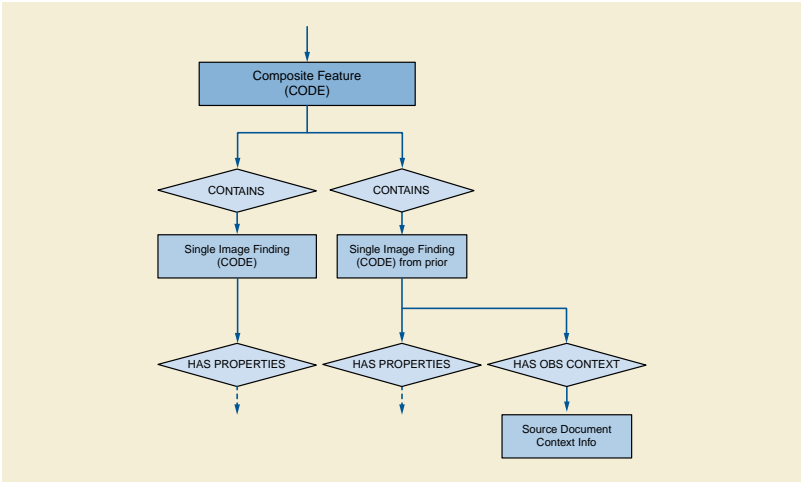 Composite Feature
(CODE)
CONTAINS
CONTAINS
Single Image Finding
(CODE)
Single Image Finding
(CODE) from prior
HAS PROPERTIES
HAS PROPERTIES
HAS OBS CONTEXT
Source Document
Context Info